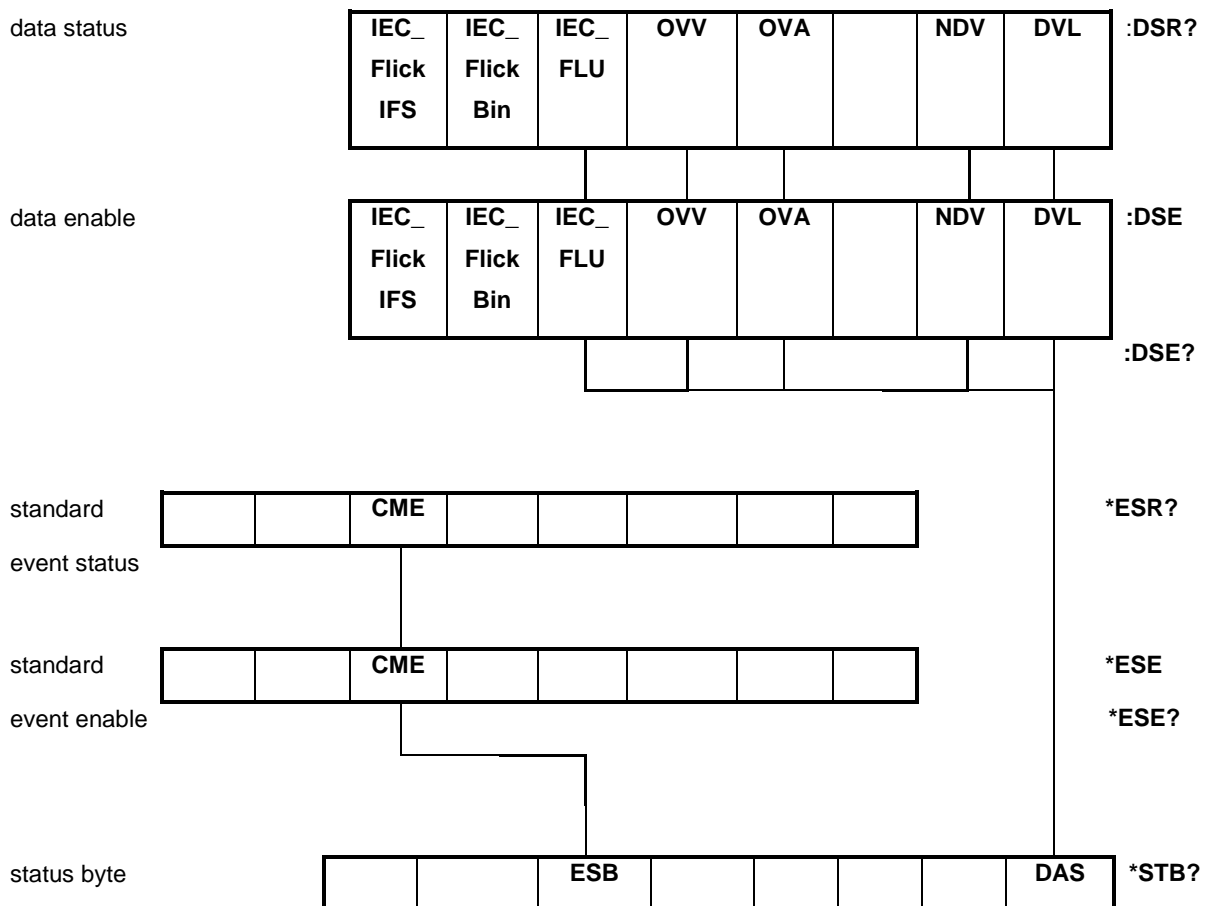 data status IEC_ IEC_ IEC_ OVV OVA NDV DVL :DSR?
Flick Flick FLU
IFS Bin
data enable IEC_ IEC_ IEC_ OVV OVA NDV DVL :DSE
Flick Flick FLU
IFS Bin
:DSE?
standard CME *ESR?
event status
standard CME *ESE
event enable *ESE?
status byte ESB DAS *STB?